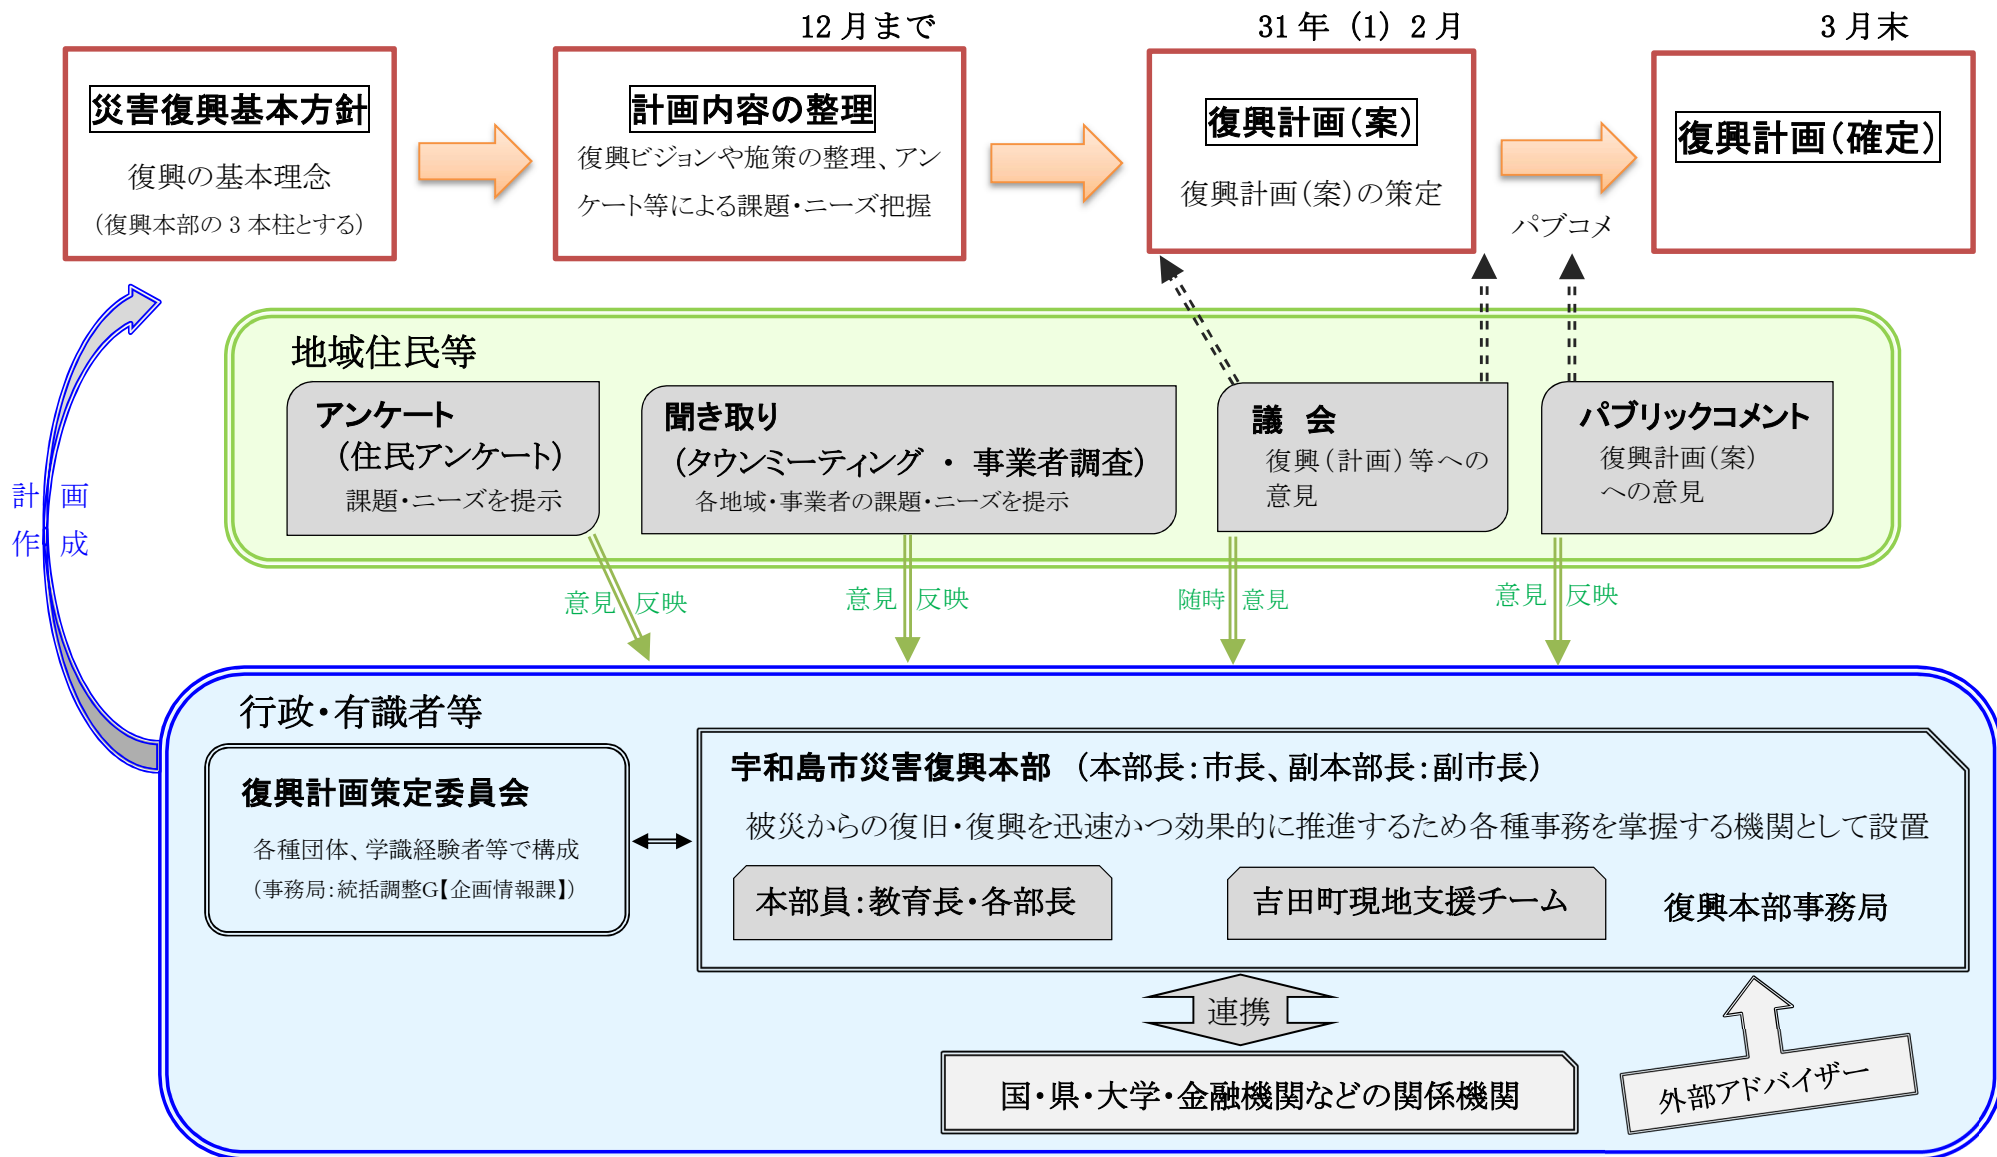 12 月まで
31 年 (1) 2 月
3 月末
災害復興基本方針
復興の基本理念
(復興本部の 3 本柱とする)
計画内容の整理
復興ビジョンや施策の整理、アン
ケート等による課題・ニーズ把握
復興計画(案)
復興計画(案)の策定
パブコメ
復興計画(確定)
計 画
作 成
地域住民等
アンケート
(住民アンケート)
課題・ニーズを提示
聞き取り
(タウンミーティング ・ 事業者調査)
各地域・事業者の課題・ニーズを提示
議 会
復興(計画)等への
意見
パブリックコメント
復興計画(案)
への意見
意見 反映
意見 反映
随時 意見
意見 反映
行政・有識者等
復興計画策定委員会
各種団体、学識経験者等で構成
(事務局:統括調整G【企画情報課】)
宇和島市災害復興本部 (本部長:市長、副本部長:副市長)
被災からの復旧・復興を迅速かつ効果的に推進するため各種事務を掌握する機関として設置
本部員:教育長・各部長
吉田町現地支援チーム
復興本部事務局
連携
国・県・大学・金融機関などの関係機関
外部アドバイザー